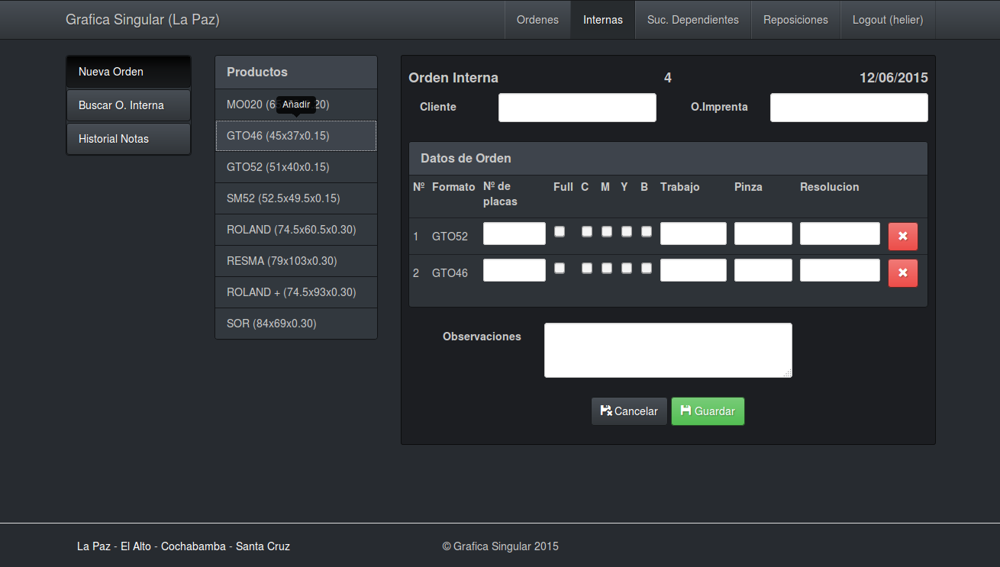 Grafica Singular (La Paz)
Ordenes
Internas
Suc. Dependientes
Reposiciones
Logout (helier)
Nueva Orden
Buscar O. Interna
Historial Notas
Productos
MO020 (6 20)
Añadir
GTO46 (45x37x0.15)
GTO52 (51x40x0.15)
SM52 (52.5x49.5x0.15)
ROLAND (74.5x60.5x0.30)
RESMA (79x103x0.30)
ROLAND + (74.5x93x0.30)
SOR (84x69x0.30)
Orden Interna 4 12/06/2015
Cliente O.Imprenta
Datos de Orden
Nº Formato Nº de placas Full C M Y B Trabajo Pinza Resolucion
1 GTO52
2 GTO46
Observaciones
Cancelar Guardar
La Paz - El Alto - Cochabamba - Santa Cruz
© Grafica Singular 2015